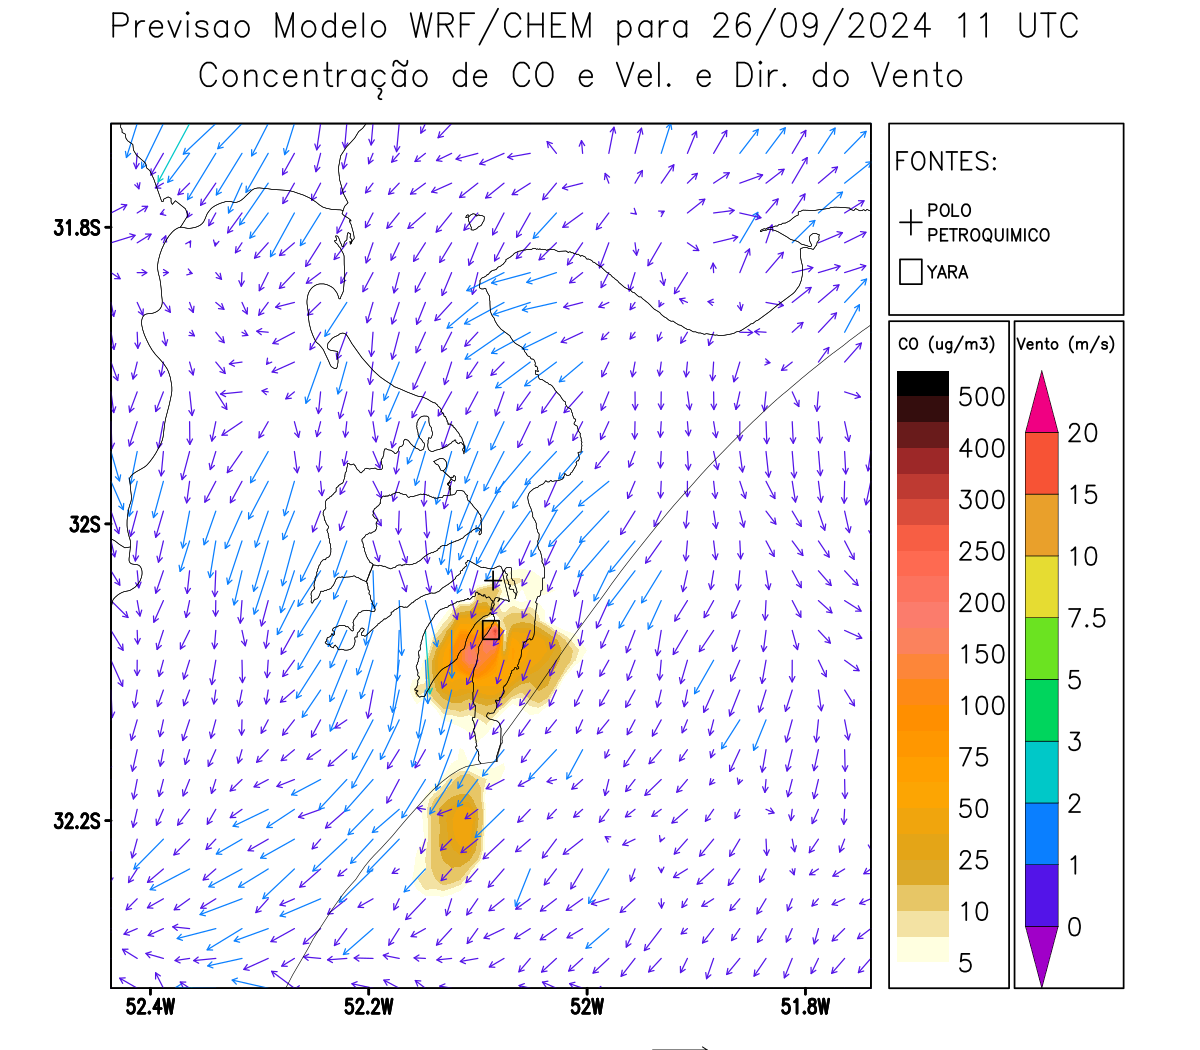 Previsao Modelo WRF/CHEM para 26/09/2024 11 UTC
Concentração de CO e Vel. e Dir. do Vento
FONTES:
POLO
PETROQUIMICO
YARA
CO (ug/m3)
500
400
300
250
200
150
100
75
50
25
10
5
Vento (m/s)
20
15
10
7.5
5
3
2
1
0
31.8S
32S
32.2S
52.4W
52.2W
52W
51.8W